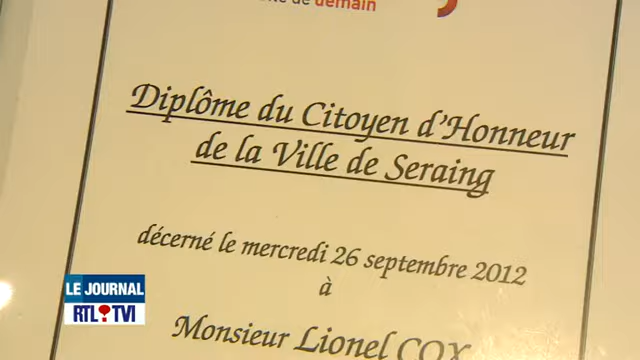 de demain
Diplôme du Citoyen d'Honneur
de la Ville de Seraing
décerné le mercredi 26 septembre 2012
à
Monsieur Lionel COX
LE JOURNAL
RTL TVI